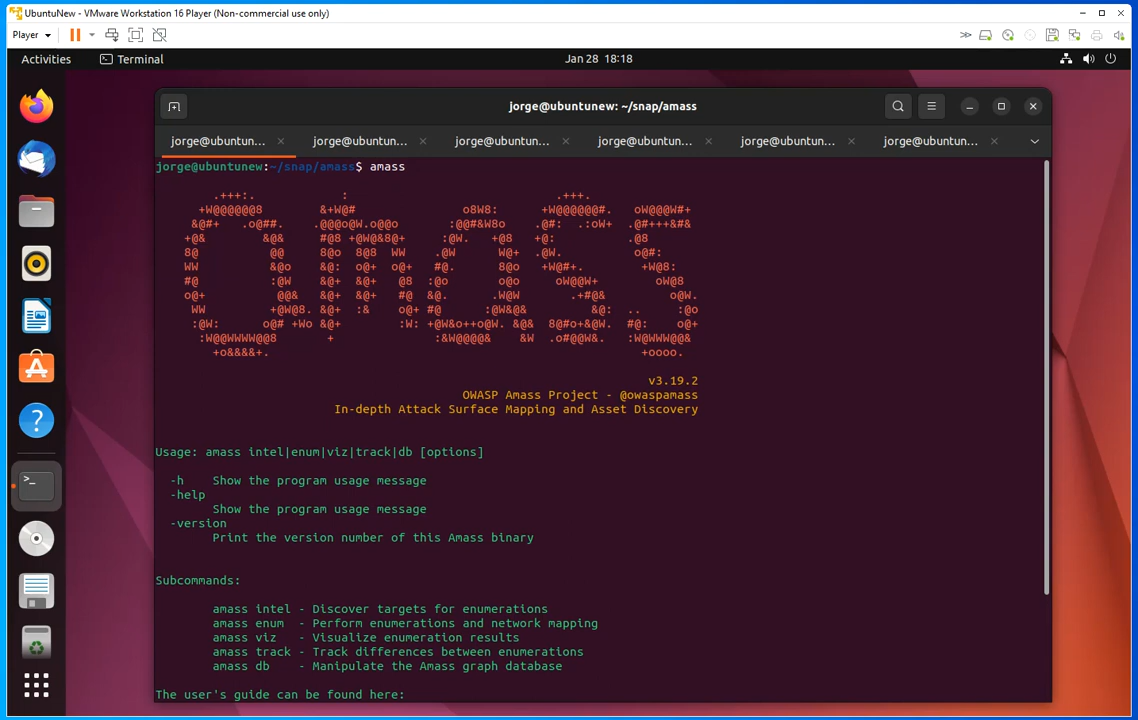 UbuntuNew - VMware Workstation 16 Player (Non-commercial use only)
Player
Activities
Terminal
Jan 28 18:18
jorge@ubuntunew: ~/snap/amass
jorge@ubuntun...
jorge@ubuntun...
jorge@ubuntun...
jorge@ubuntun...
jorge@ubuntun...
jorge@ubuntun...
jorge@ubuntunew:~/snap/amass$ amass
v3.19.2
OWASP Amass Project - @owaspamass
In-depth Attack Surface Mapping and Asset Discovery
Usage: amass intel|enum|viz|track|db [options]
-h Show the program usage message
-help
Show the program usage message
-version
Print the version number of this Amass binary
Subcommands:
amass intel - Discover targets for enumerations
amass enum - Perform enumerations and network mapping
amass viz - Visualize enumeration results
amass track - Track differences between enumerations
amass db - Manipulate the Amass graph database
The user's guide can be found here: